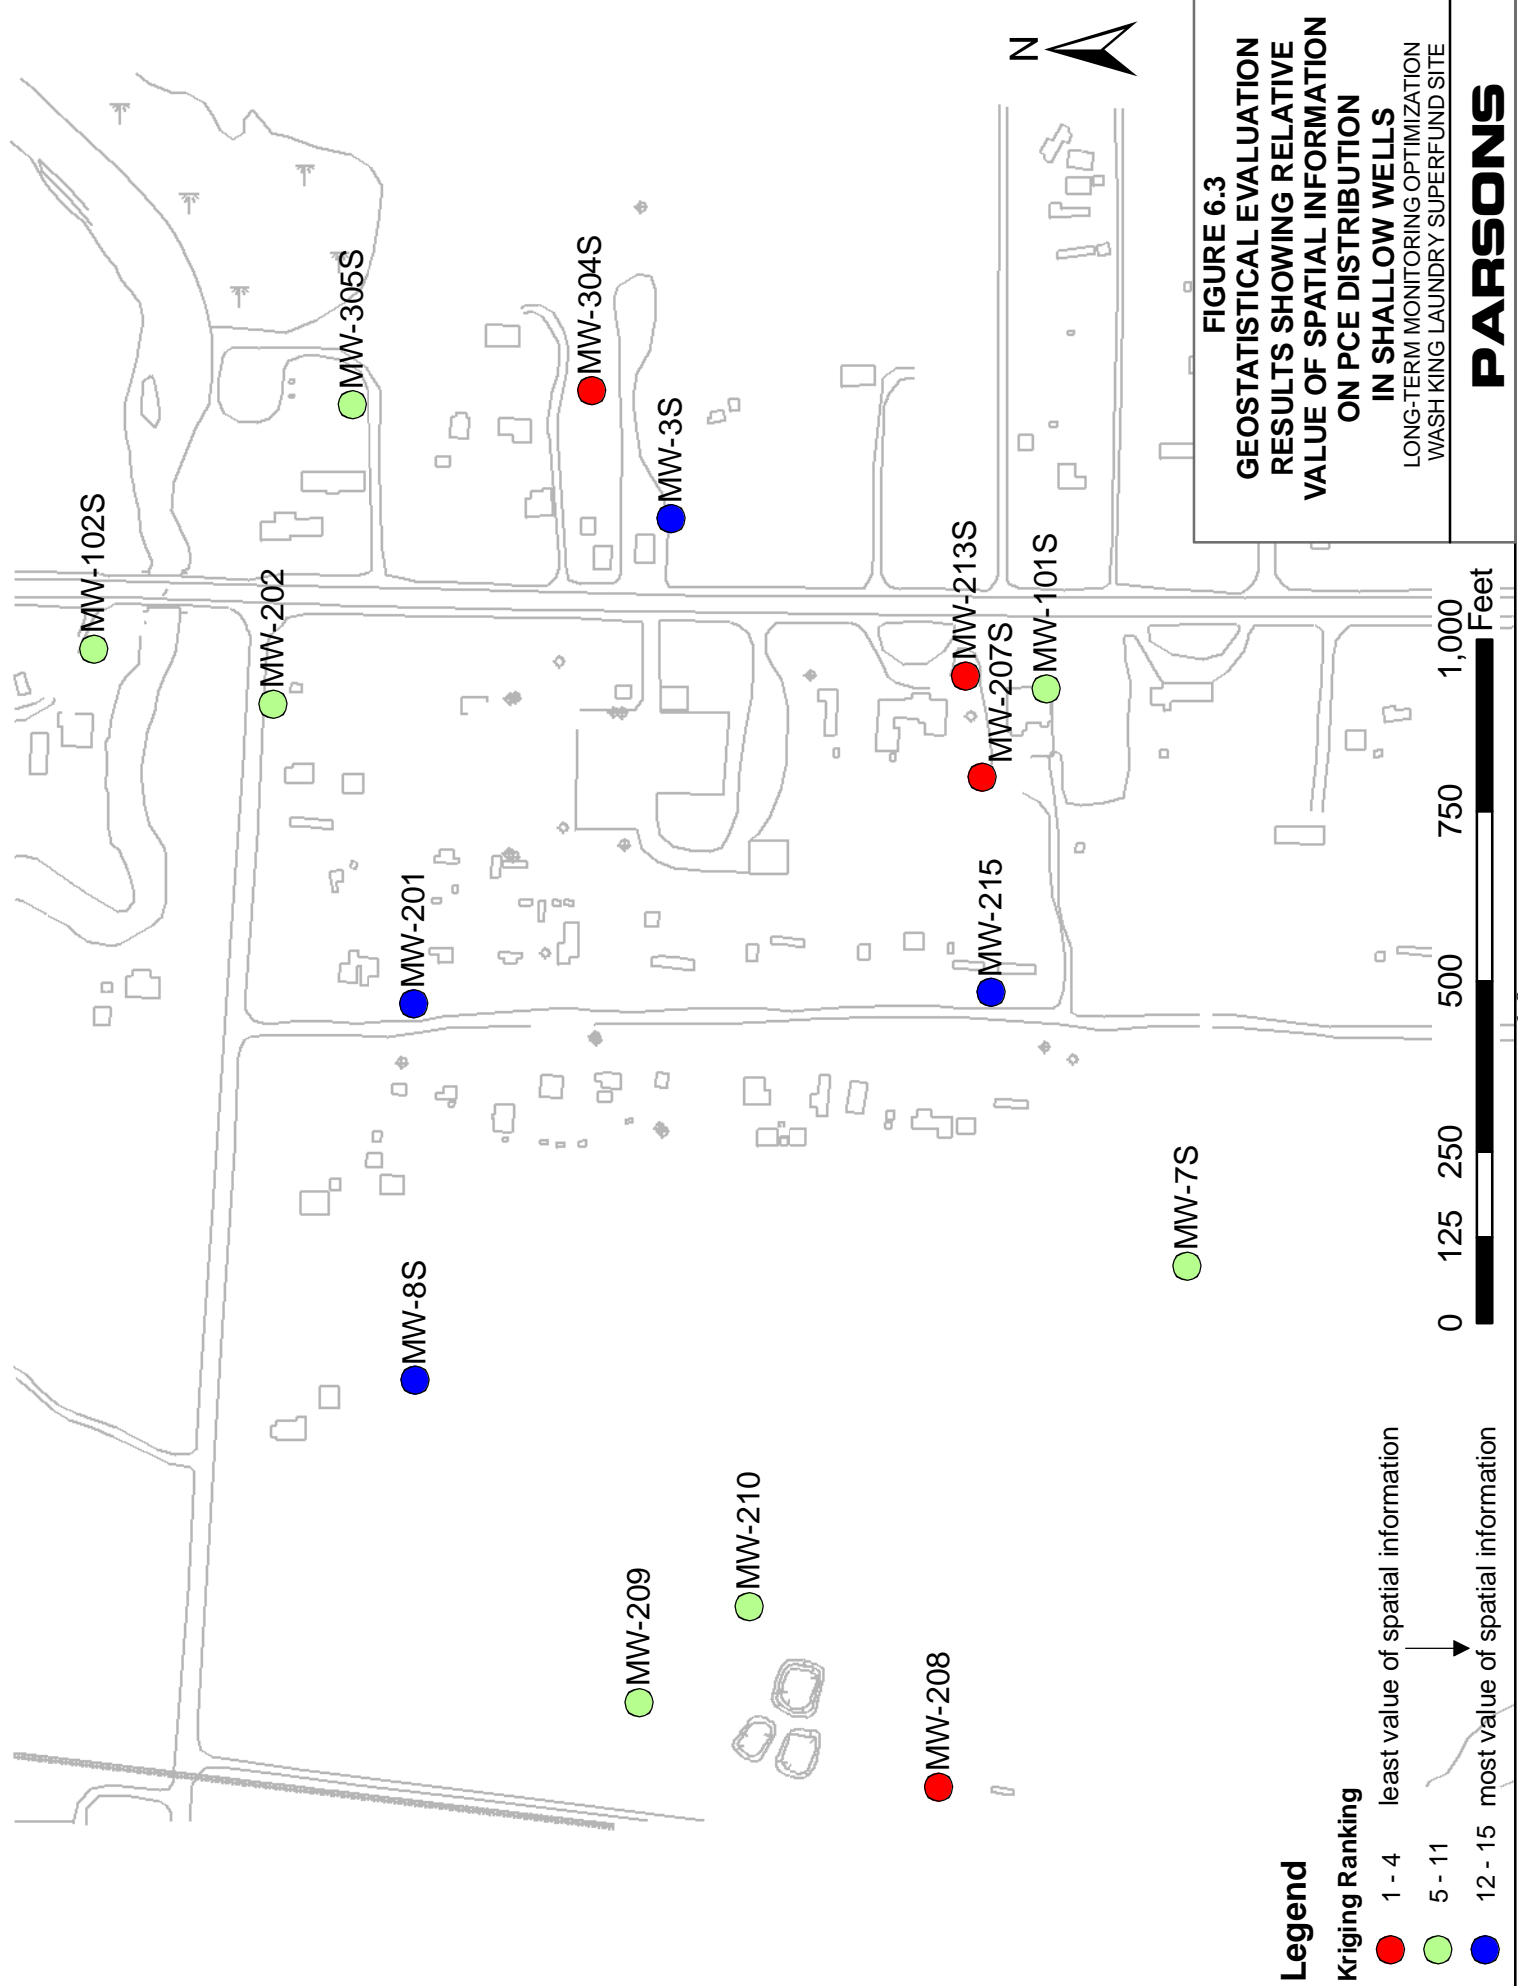 N
MW-102S
MW-202
MW-305S
MW-304S
MW-3S
MW-201
MW-213S
MW-207S
MW-101S
MW-215
MW-8S
MW-7S
MW-209
MW-210
MW-208
Legend
Kriging Ranking
1 - 4 least value of spatial information
5 - 11
12 - 15 most value of spatial information
0 125 250 500 750 1,000
Feet
FIGURE 6.3
GEOSTATISTICAL EVALUATION
RESULTS SHOWING RELATIVE
VALUE OF SPATIAL INFORMATION
ON PCE DISTRIBUTION
IN SHALLOW WELLS
LONG-TERM MONITORING OPTIMIZATION
WASH KING LAUNDRY SUPERFUND SITE
PARSONS